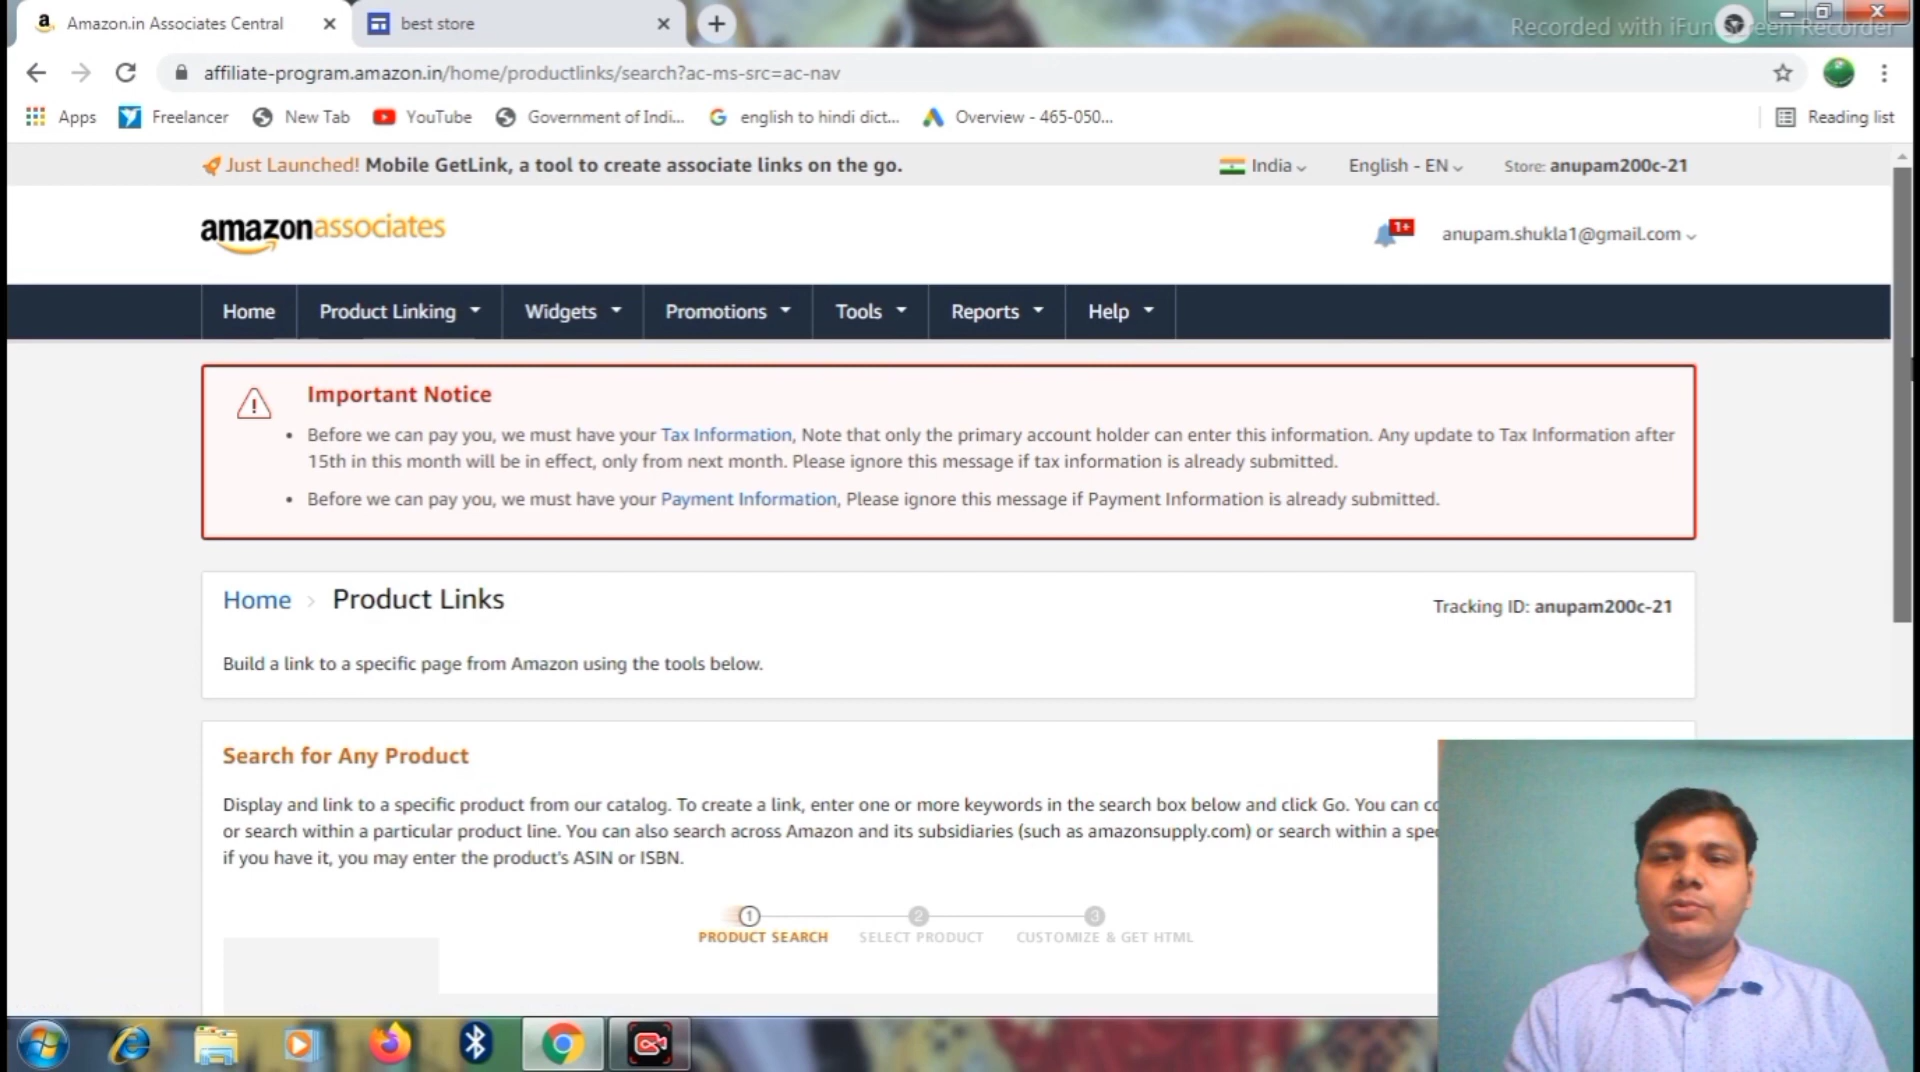 Amazon.in Associates Central
best store
Recorded with iFun Screen Recorder
affiliate-program.amazon.in/home/productlinks/search?ac-ms-src=ac-nav
Apps Freelancer New Tab YouTube Government of Indi... english to hindi dict... Overview - 465-050... Reading list
Just Launched! Mobile GetLink, a tool to create associate links on the go. India English - EN Store: anupam200c-21
amazonassociates
1+
anupam.shukla1@gmail.com
Home Product Linking Widgets Promotions Tools Reports Help
Important Notice
• Before we can pay you, we must have your Tax Information, Note that only the primary account holder can enter this information. Any update to Tax Information after
15th in this month will be in effect, only from next month. Please ignore this message if tax information is already submitted.
• Before we can pay you, we must have your Payment Information, Please ignore this message if Payment Information is already submitted.
Home › Product Links
Tracking ID: anupam200c-21
Build a link to a specific page from Amazon using the tools below.
Search for Any Product
Display and link to a specific product from our catalog. To create a link, enter one or more keywords in the search box below and click Go. You can co
or search within a particular product line. You can also search across Amazon and its subsidiaries (such as amazonsupply.com) or search within a spec
if you have it, you may enter the product's ASIN or ISBN.
1 2 3
PRODUCT SEARCH SELECT PRODUCT CUSTOMIZE & GET HTML